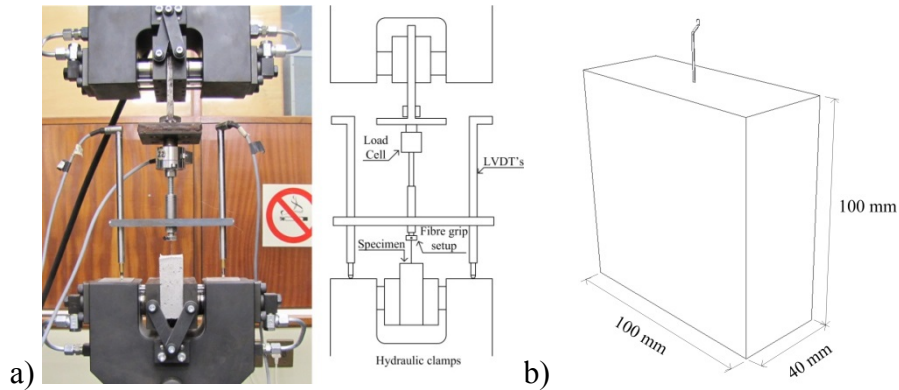 a)
Load
Cell
LVDT's
Specimen
Fibre grip
setup
Hydraulic clamps
b)
100 mm
100 mm
40 mm